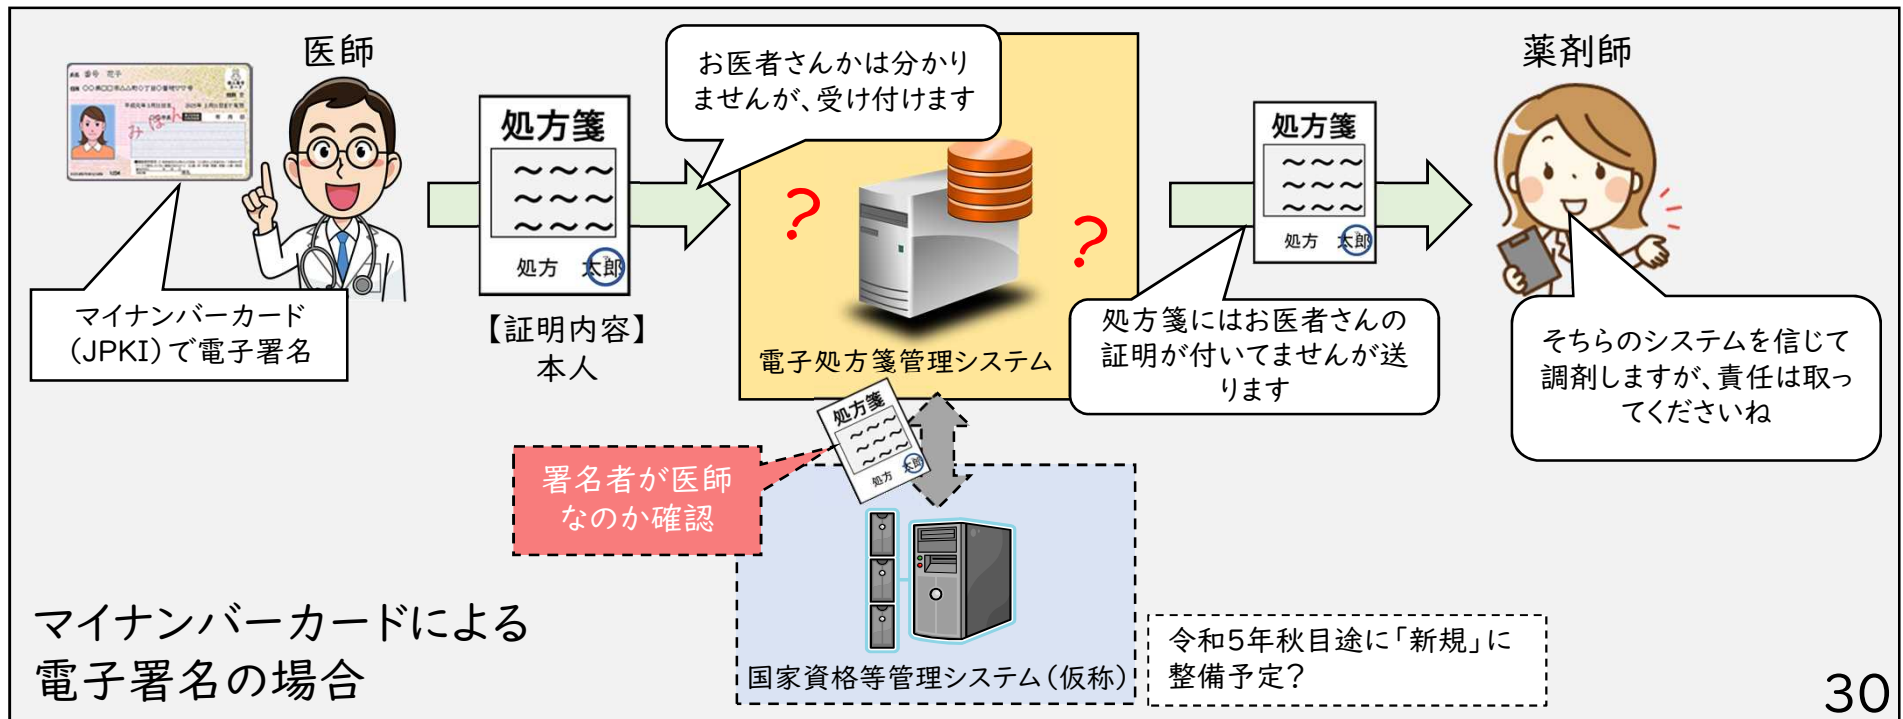 医師
氏名 番号 花子
みほん
マイナンバーカード
(JPKI)で電子署名
処方箋
処方 太郎
【証明内容】
本人
お医者さんかは分かり
ませんが、受け付けます
?
?
電子処方箋管理システム
処方箋
処方 太郎
処方箋にはお医者さんの
証明が付いてませんが送
ります
薬剤師
そちらのシステムを信じて
調剤しますが、責任は取っ
てくださいね
処方箋
処方 太郎
署名者が医師
なのか確認
国家資格等管理システム(仮称)
令和5年秋目途に「新規」に
整備予定?
マイナンバーカードによる
電子署名の場合
30